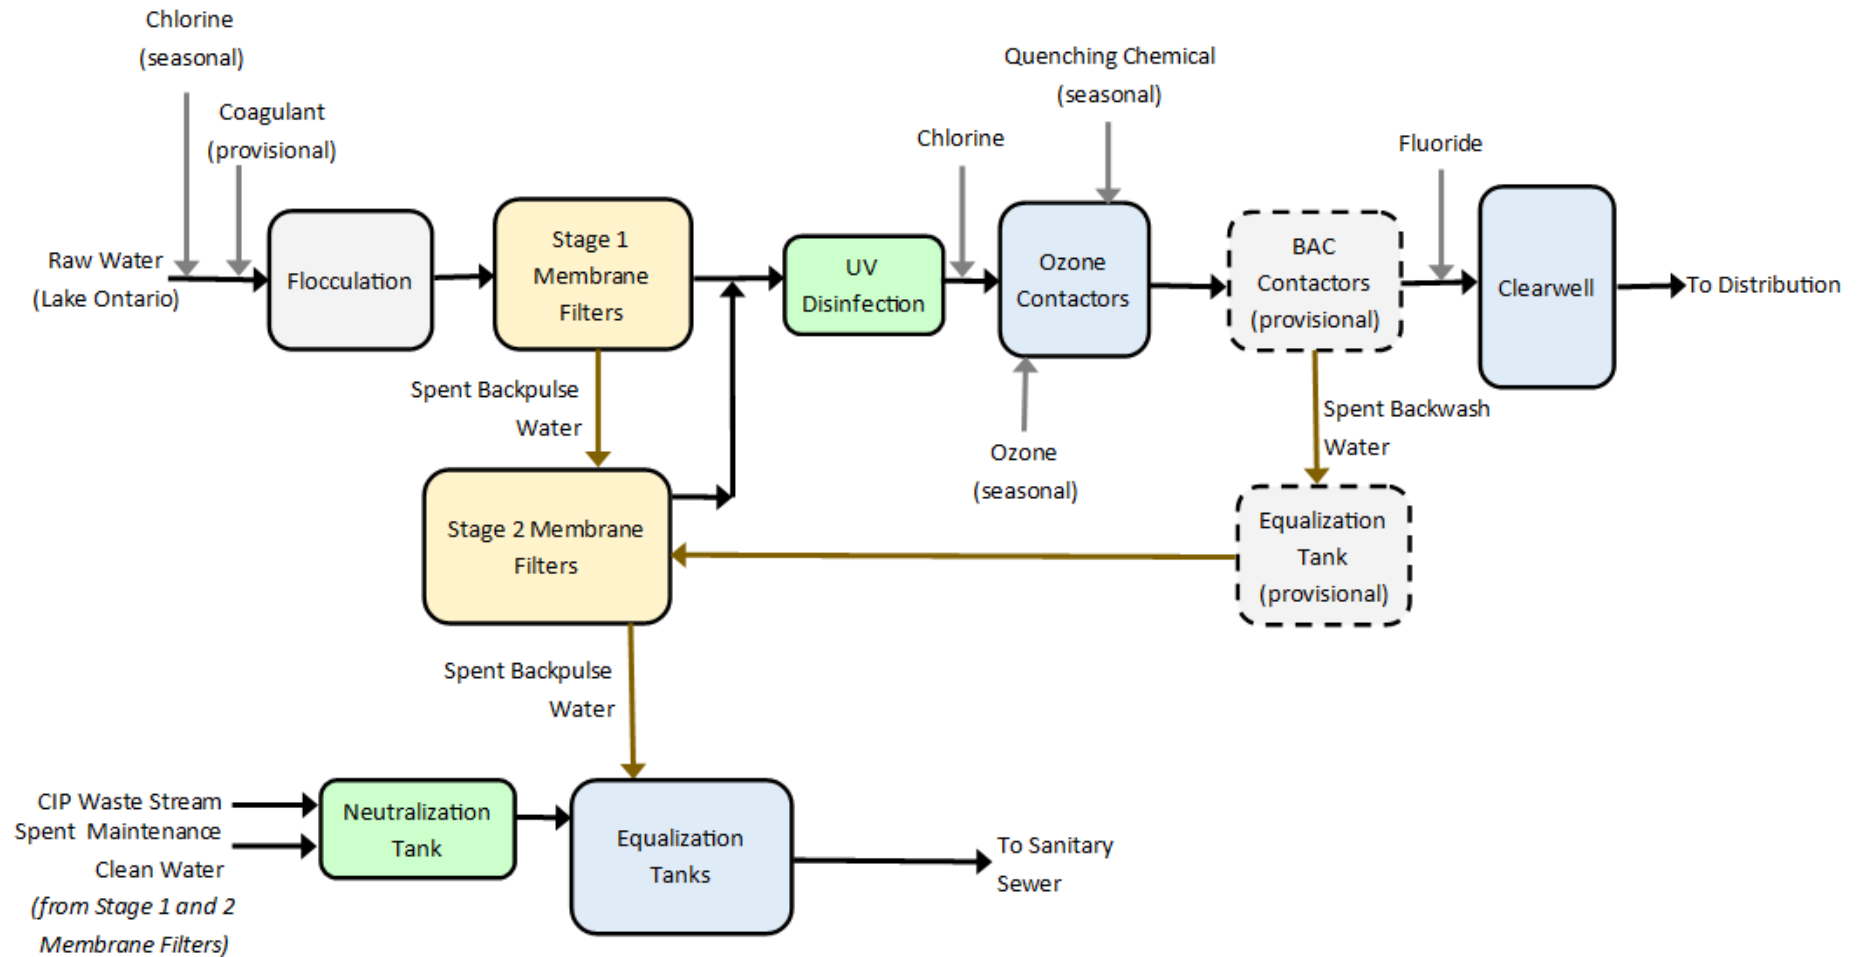 Chlorine
(seasonal)
Coagulant
(provisional)
Raw Water
(Lake Ontario)
Flocculation
Stage 1
Membrane
Filters
UV
Disinfection
Chlorine
Quenching Chemical
(seasonal)
Ozone
Contactors
Ozone
(seasonal)
BAC
Contactors
(provisional)
Fluoride
Clearwell
To Distribution
Spent Backpulse
Water
Spent Backwash
Water
Stage 2 Membrane
Filters
Equalization
Tank
(provisional)
Spent Backpulse
Water
CIP Waste Stream
Spent Maintenance
Clean Water
(from Stage 1 and 2
Membrane Filters)
Neutralization
Tank
Equalization
Tanks
To Sanitary
Sewer